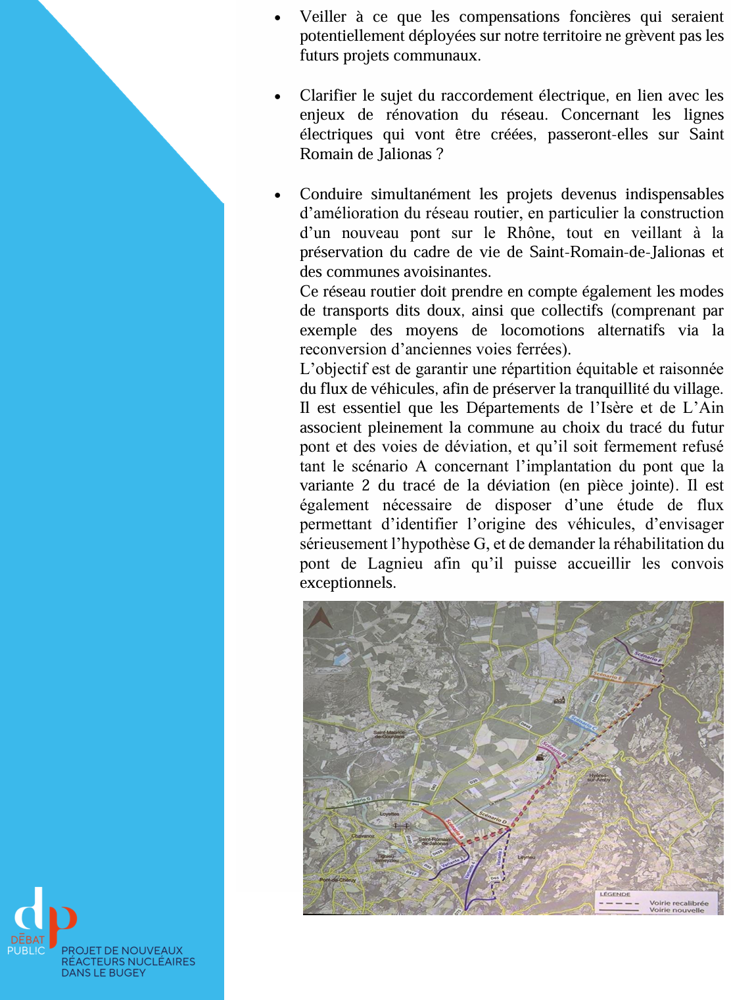 • Veiller à ce que les compensations foncières qui seraient
potentiellement déployées sur notre territoire ne grèvent pas les
futurs projets communaux.
• Clarifier le sujet du raccordement électrique, en lien avec les
enjeux de rénovation du réseau. Concernant les lignes
électriques qui vont être créées, passeront-elles sur Saint
Romain de Jalionas ?
• Conduire simultanément les projets devenus indispensables
d’amélioration du réseau routier, en particulier la construction
d’un nouveau pont sur le Rhône, tout en veillant à la
préservation du cadre de vie de Saint-Romain-de-Jalionas et
des communes avoisinantes.
Ce réseau routier doit prendre en compte également les modes
de transports dits doux, ainsi que collectifs (comprenant par
exemple des moyens de locomotions alternatifs via la
reconversion d’anciennes voies ferrées).
L’objectif est de garantir une répartition équitable et raisonnée
du flux de véhicules, afin de préserver la tranquillité du village.
Il est essentiel que les Départements de l’Isère et de L’Ain
associent pleinement la commune au choix du tracé du futur
pont et des voies de déviation, et qu’il soit fermement refusé
tant le scénario A concernant l’implantation du pont que la
variante 2 du tracé de la déviation (en pièce jointe). Il est
également nécessaire de disposer d’une étude de flux
permettant d’identifier l’origine des véhicules, d’envisager
sérieusement l’hypothèse G, et de demander la réhabilitation du
pont de Lagnieu afin qu’il puisse accueillir les convois
exceptionnels.
Scénario F
Scénario E
D65
Scénario C
Saint-Maurice-
de-Gourdans
Scénario B
Hyères-
sur-Amby
D20
Scénario G
D65
Loyettes
Scénario D
Scénario A
Chavanoz
Saint-Romain-
de-Jalionas
Tignieu-
Jameyzieu
D517
Variante 2
Variante 1
Variante 3
Leyrieu
Pont-de-Chéruy
D65
LÉGENDE
Voirie recalibrée
Voirie nouvelle
dp
DÉBAT
PUBLIC
PROJET DE NOUVEAUX
RÉACTEURS NUCLÉAIRES
DANS LE BUGEY